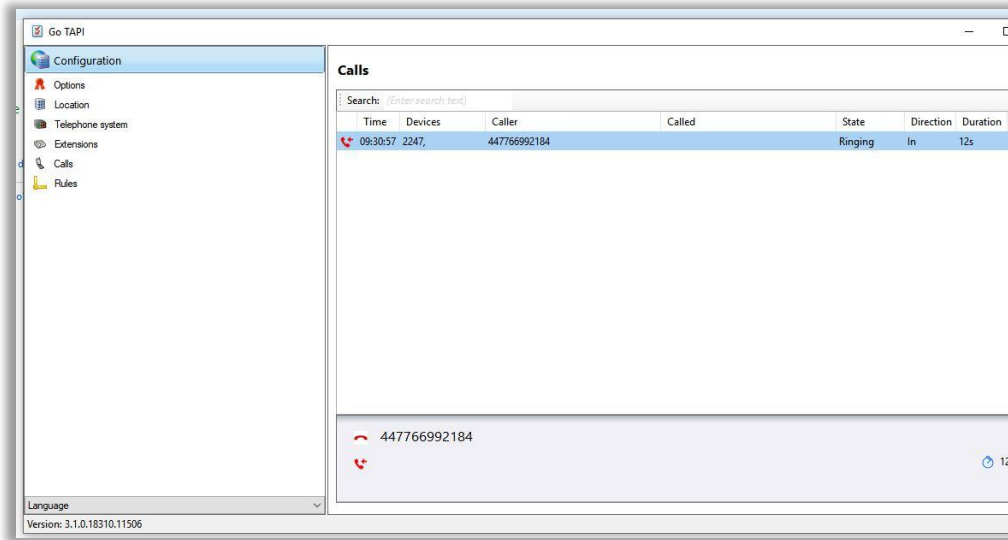 Go TAPI
Configuration
Options
Location
Telephone system
Extensions
Calls
Rules
Language
Version: 3.1.0.18310.11506
Calls
Search: (Enter search text)
Time Devices Caller Called State Direction Duration
09:30:57 2247, 447766992184 Ringing In 12s
447766992184
12